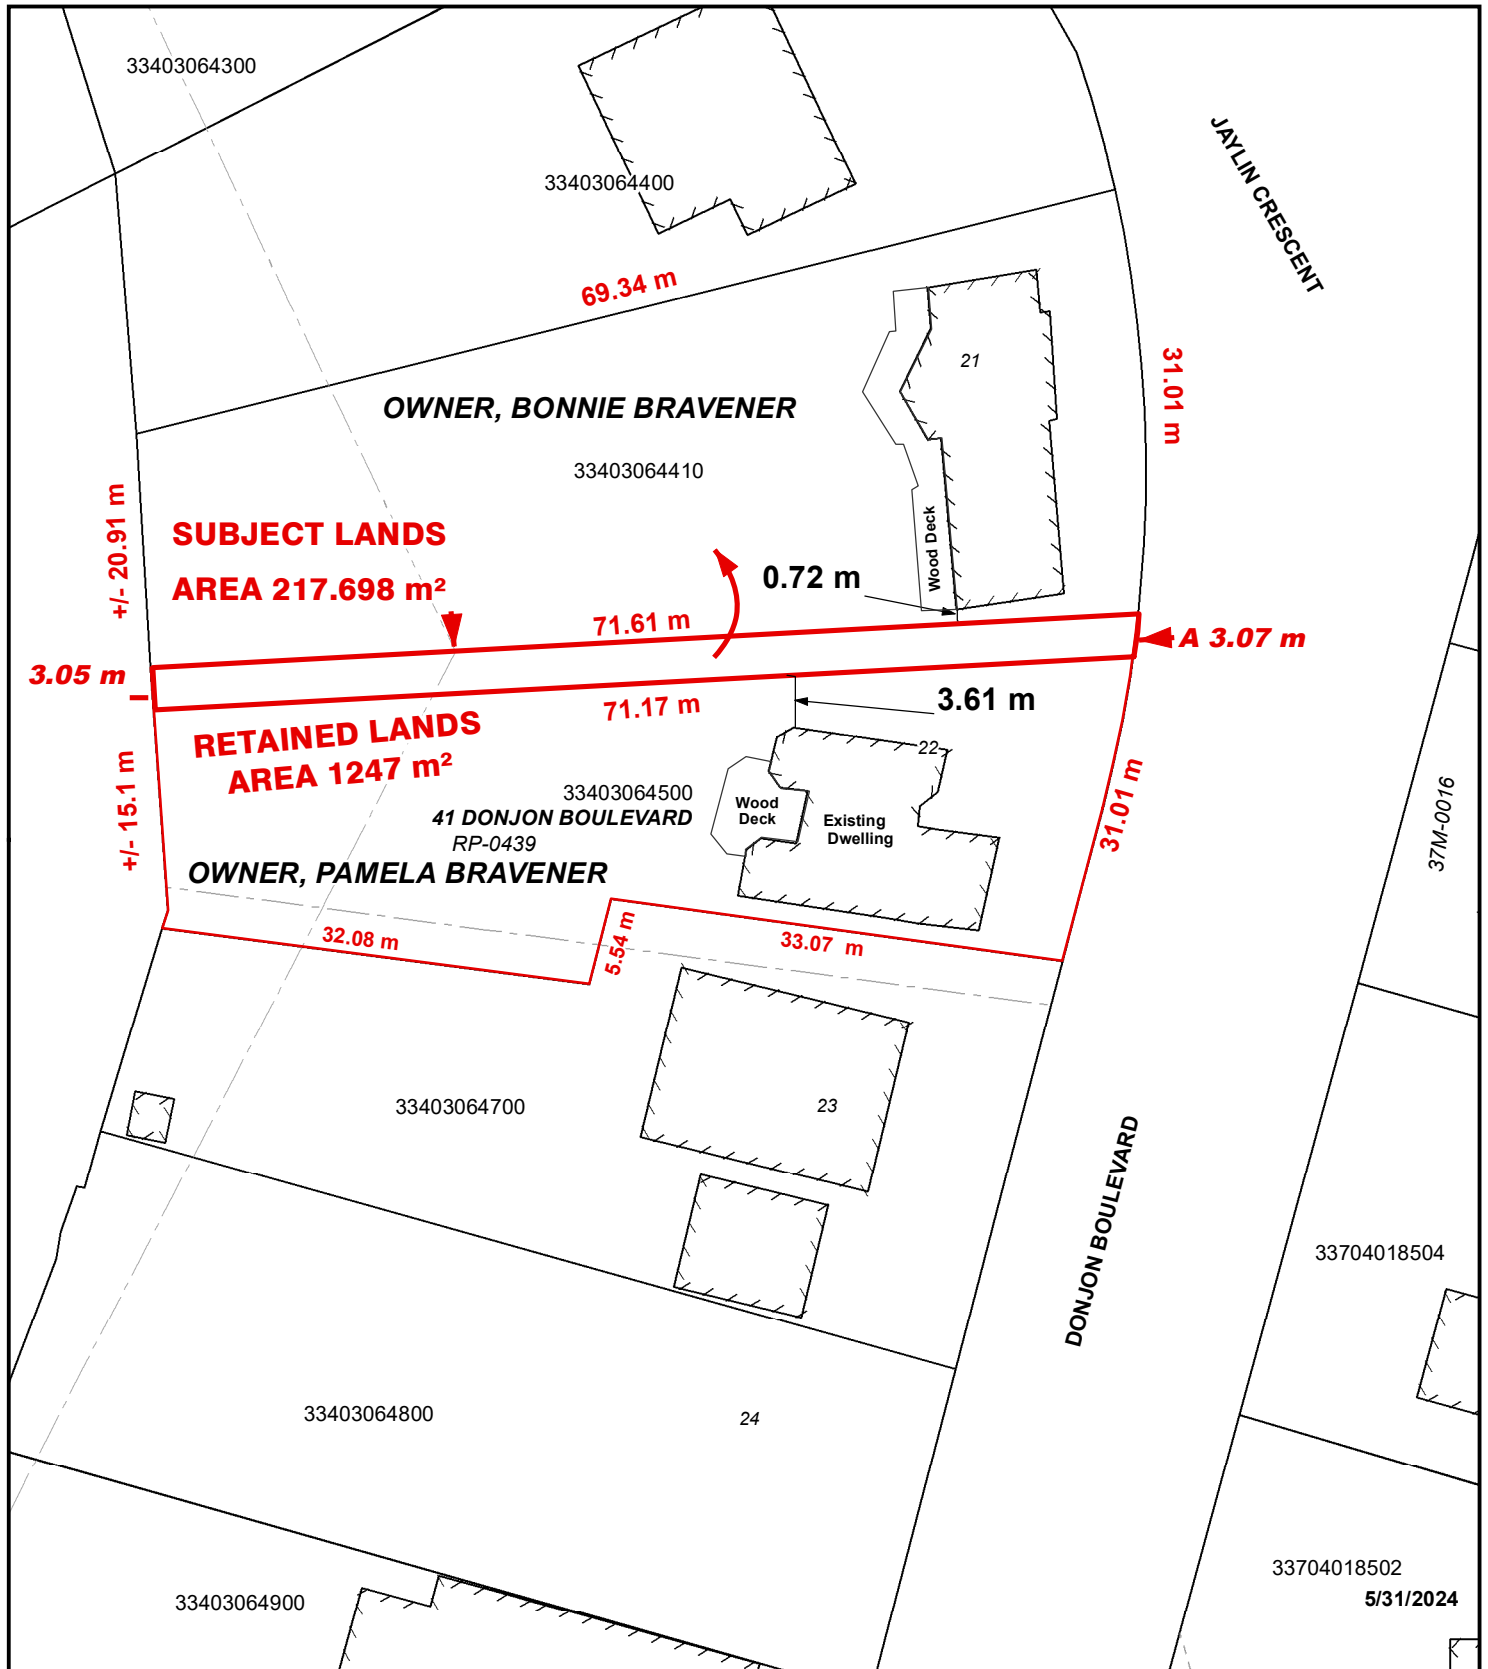 33403064300
33403064400
JAYLIN CRESCENT
69.34 m
21
31.01 m
OWNER, BONNIE BRAVENER
33403064410
+/- 20.91 m
SUBJECT LANDS
AREA 217.698 m²
Wood Deck
0.72 m
71.61 m
A 3.07 m
3.05 m
71.17 m
3.61 m
RETAINED LANDS
AREA 1247 m²
22
+/- 15.1 m
33403064500
41 DONJON BOULEVARD
RP-0439
OWNER, PAMELA BRAVENER
Wood
Deck
Existing
Dwelling
31.01 m
37M-0016
32.08 m
5.54 m
33.07 m
33403064700
23
DONJON BOULEVARD
33704018504
33403064800
24
33704018502
5/31/2024
33403064900